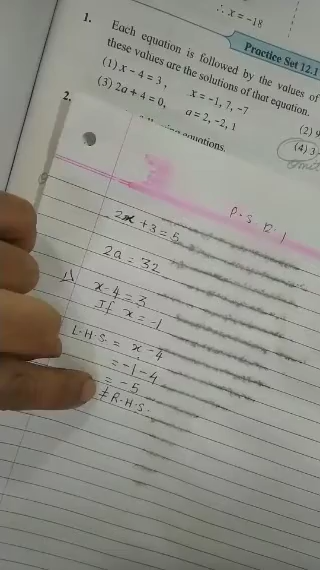 ∴ x = -18
Practice Set 12.1
1. Each equation is followed by the values of
these values are the solutions of that equation.
(1) x - 4 = 3, x = -1, 7, -7
(2) 9
(3) 2a + 4 = 0, a = 2, -2, 1
(4) 3 -
2.
equations.
P.S. 12.1
2x + 3 = 5
2a = 32
1) x - 4 = 3
If x = -1
L.H.S. = x - 4
= -1 - 4
= -5
≠ R.H.S.